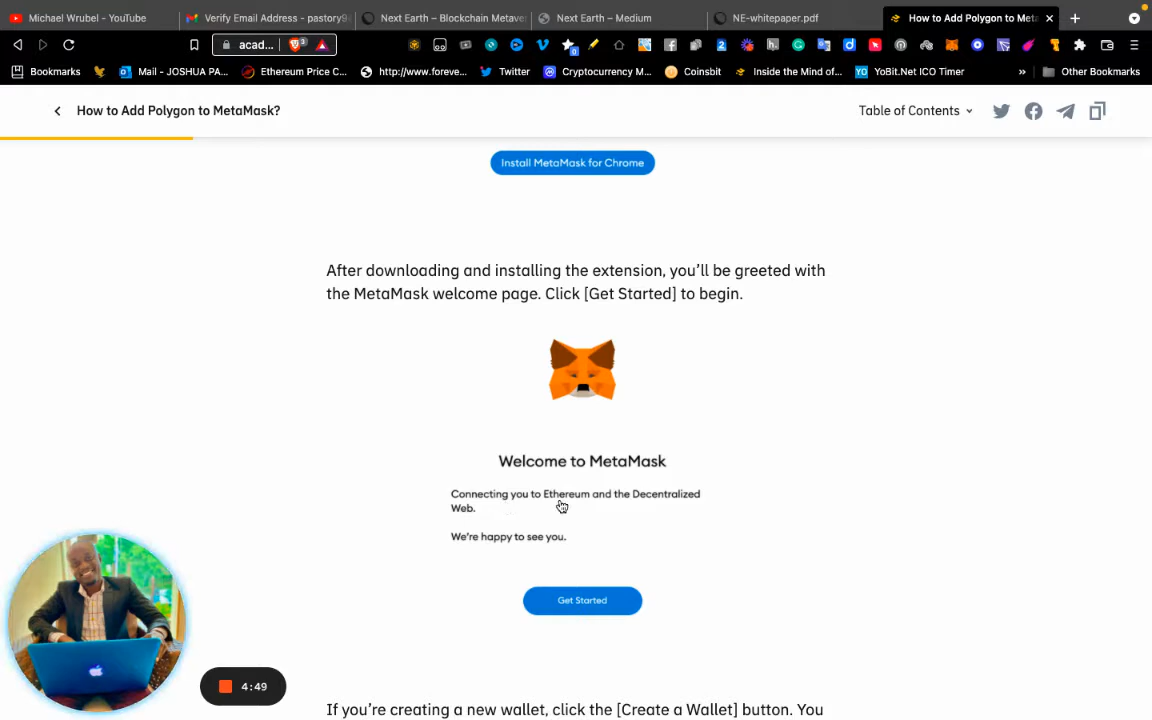 Michael Wrubel - YouTube
Verify Email Address - pastory9
Next Earth – Blockchain Metaver
Next Earth – Medium
NE-whitepaper.pdf
How to Add Polygon to Meta
acad...
Bookmarks
Mail - JOSHUA PA...
Ethereum Price C...
http://www.foreve...
Twitter
Cryptocurrency M...
Coinsbit
Inside the Mind of...
YoBit.Net ICO Timer
»
Other Bookmarks
How to Add Polygon to MetaMask?
Table of Contents
Install MetaMask for Chrome
After downloading and installing the extension, you’ll be greeted with
the MetaMask welcome page. Click [Get Started] to begin.
Welcome to MetaMask
Connecting you to Ethereum and the Decentralized
Web.
We're happy to see you.
Get Started
4:49
If you’re creating a new wallet, click the [Create a Wallet] button. You